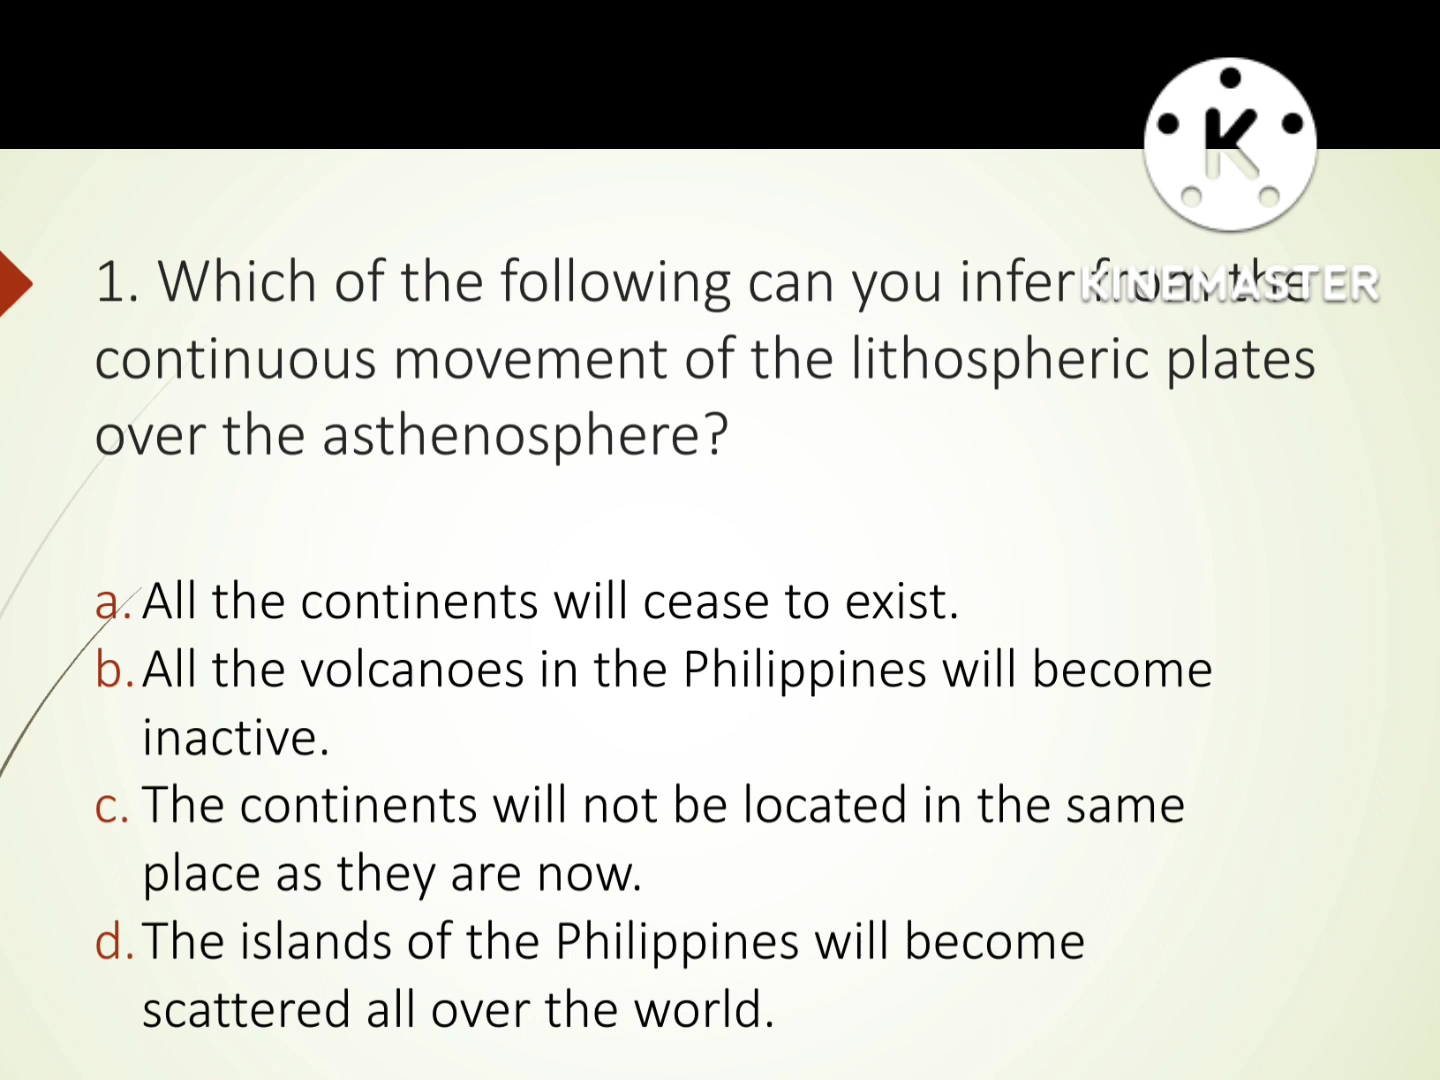 KINEMASTER
1. Which of the following can you infer from the
continuous movement of the lithospheric plates
over the asthenosphere?
a. All the continents will cease to exist.
b. All the volcanoes in the Philippines will become
inactive.
c. The continents will not be located in the same
place as they are now.
d. The islands of the Philippines will become
scattered all over the world.